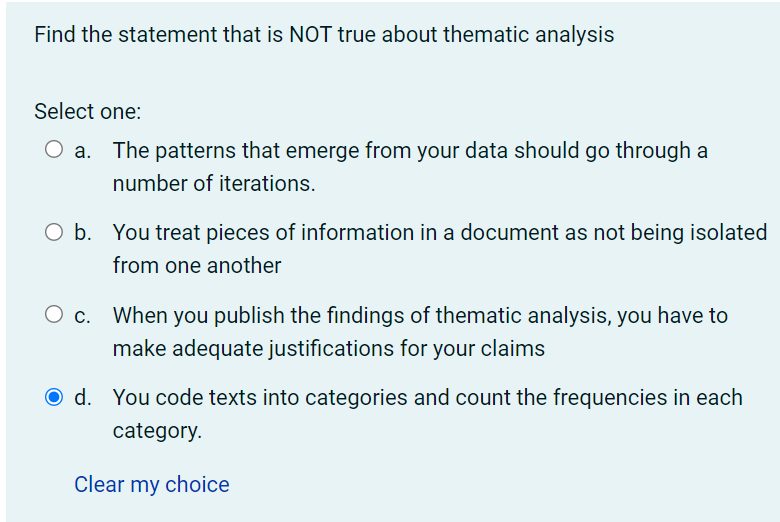 Find the statement that is NOT true about thematic analysis
Select one:
a. The patterns that emerge from your data should go through a
number of iterations.
b. You treat pieces of information in a document as not being isolated
from one another
c. When you publish the findings of thematic analysis, you have to
make adequate justifications for your claims
d. You code texts into categories and count the frequencies in each
category.
Clear my choice